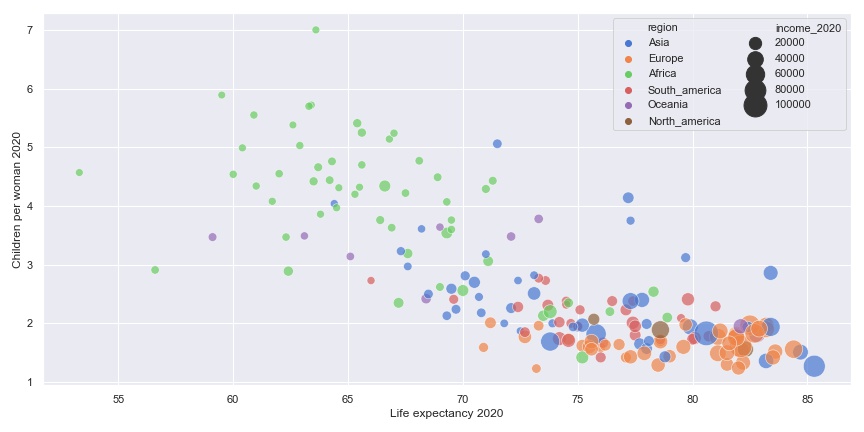 region
Asia
Europe
Africa
South_america
Oceania
North_america
income_2020
20000
40000
60000
80000
100000
Children per woman 2020
7
6
5
4
3
2
1
55
60
65
70
75
80
85
Life expectancy 2020